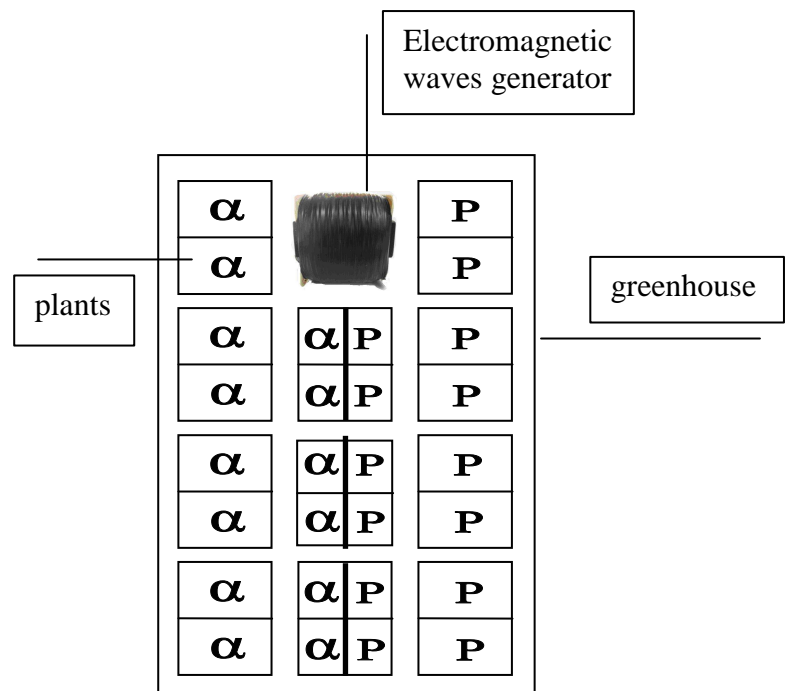 Electromagnetic
waves generator
α P
α P
plants
greenhouse
α α P P
α α P P
α α P P
α α P P
α α P P
α α P P